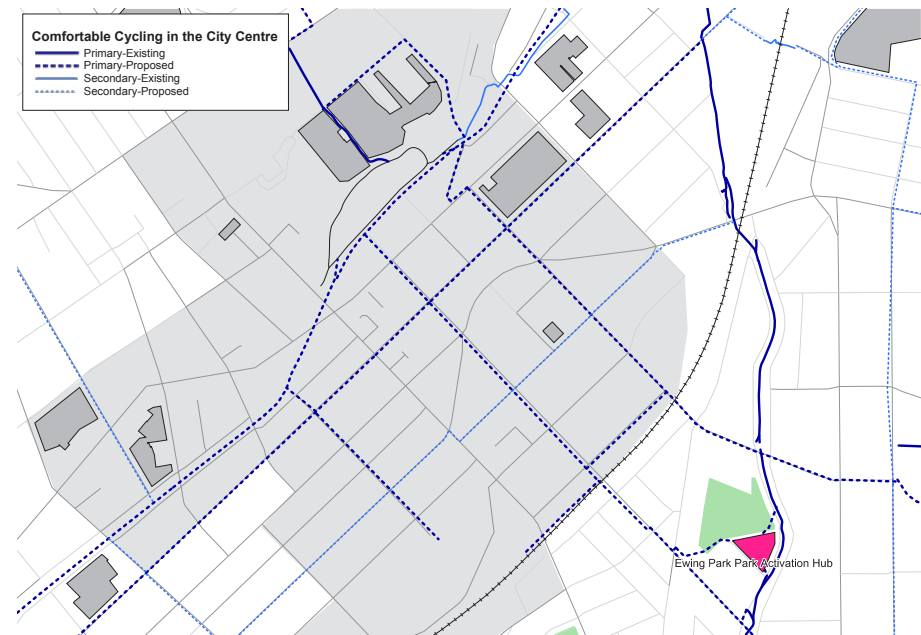 Comfortable Cycling in the City Centre
Primary-Existing
Primary-Proposed
Secondary-Existing
Secondary-Proposed
Ewing Park Park Activation Hub